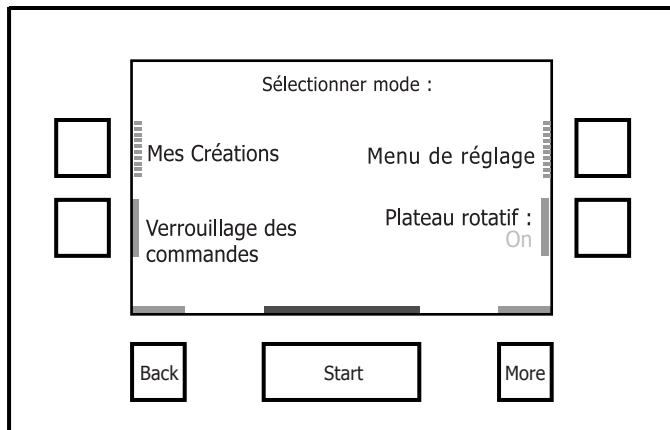 Sélectionner mode :
Mes Créations
Menu de réglage
Verrouillage des
commandes
Plateau rotatif :
On
Back
Start
More